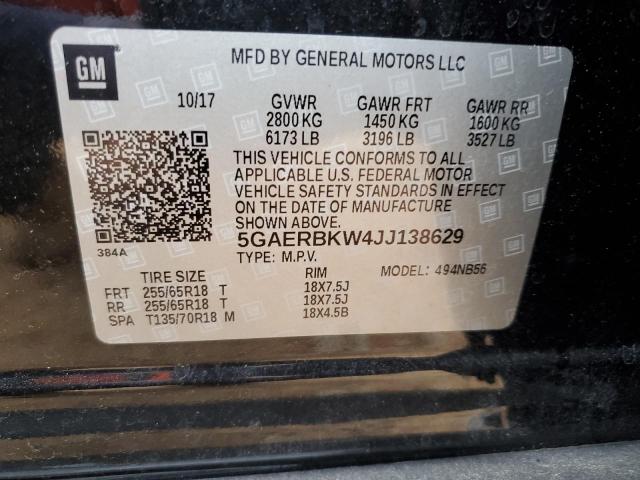 GM
MFD BY GENERAL MOTORS LLC
10/17 GVWR GAWR FRT GAWR RR
2800 KG 1450 KG 1600 KG
6173 LB 3196 LB 3527 LB
THIS VEHICLE CONFORMS TO ALL
APPLICABLE U.S. FEDERAL MOTOR
VEHICLE SAFETY STANDARDS IN EFFECT
ON THE DATE OF MANUFACTURE
SHOWN ABOVE.
384A
5GAERBKW4JJ138629
TYPE: M.P.V. MODEL: 494NB56
TIRE SIZE RIM
FRT 255/65R18 T 18X7.5J
RR 255/65R18 T 18X7.5J
SPA T135/70R18 M 18X4.5B